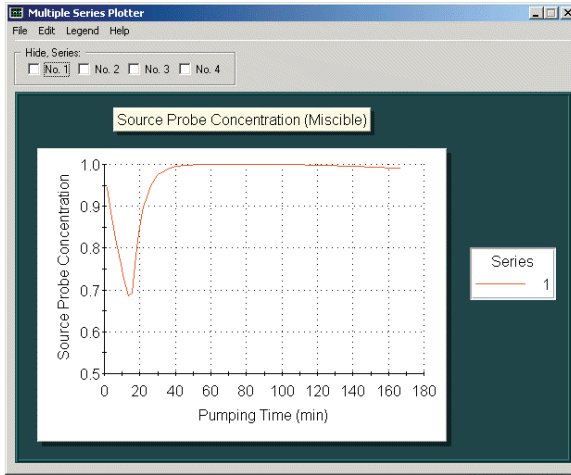 Multiple Series Plotter
File Edit Legend Help
Hide, Series:
No. 1 No. 2 No. 3 No. 4
Source Probe Concentration (Miscible)
Source Probe Concentration
1.0
0.9
0.8
0.7
0.6
0.5
0 20 40 60 80 100 120 140 160 180
Pumping Time (min)
Series
1